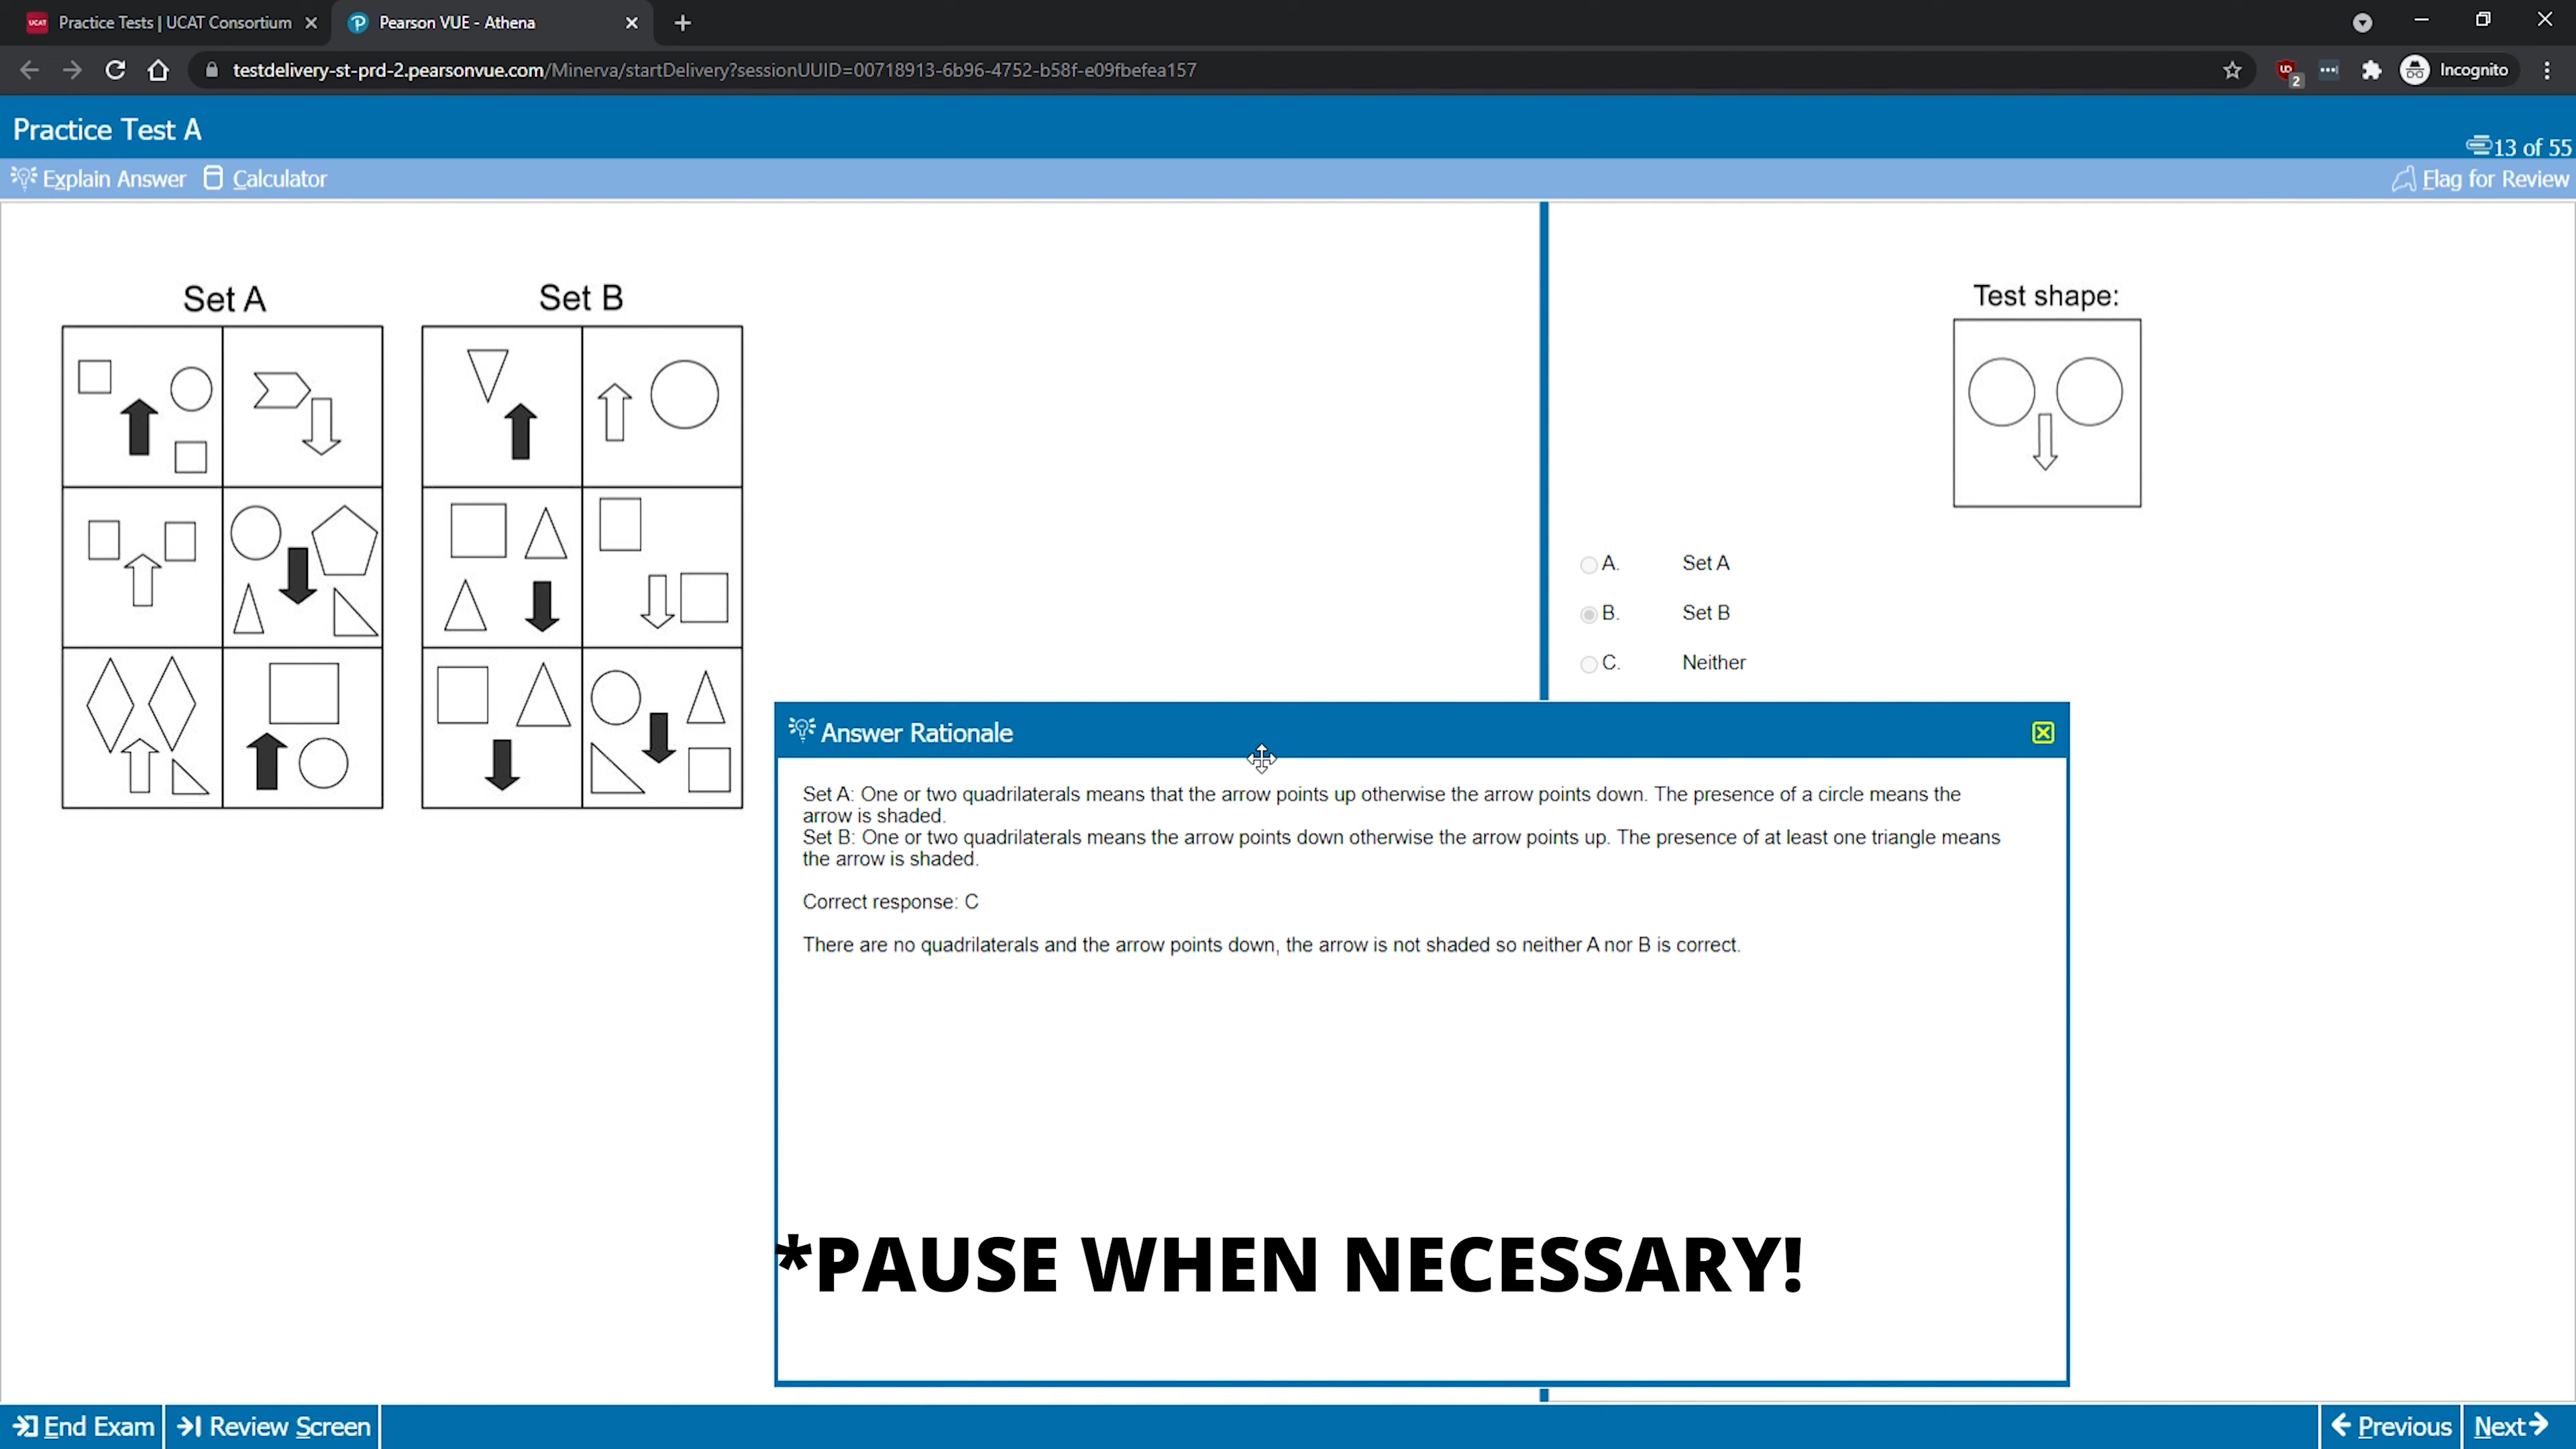 Practice Tests | UCAT Consortium
Pearson VUE - Athena
testdelivery-st-prd-2.pearsonvue.com/Minerva/startDelivery?sessionUUID=00718913-6b96-4752-b58f-e09fbefea157
2
Incognito
Practice Test A
13 of 55
Explain Answer
Calculator
Flag for Review
Set A
Set B
Test shape:
A. Set A
B. Set B
C. Neither
Answer Rationale
Set A: One or two quadrilaterals means that the arrow points up otherwise the arrow points down. The presence of a circle means the
arrow is shaded.
Set B: One or two quadrilaterals means the arrow points down otherwise the arrow points up. The presence of at least one triangle means
the arrow is shaded.
Correct response: C
There are no quadrilaterals and the arrow points down, the arrow is not shaded so neither A nor B is correct.
*PAUSE WHEN NECESSARY!
End Exam
Review Screen
Previous
Next